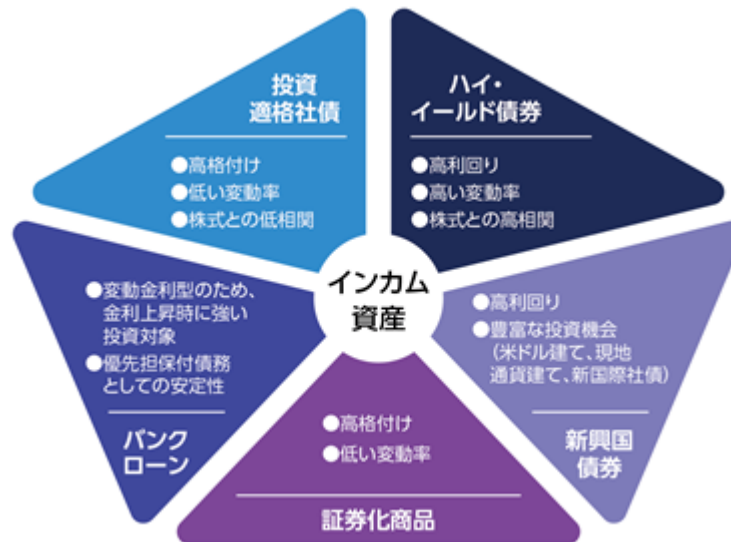 投資
適格社債
●高格付け
●低い変動率
●株式との低相関
ハイ・
イールド債券
●高利回り
●高い変動率
●株式との高相関
インカム
資産
●変動金利型のため、
金利上昇時に強い
投資対象
●優先担保付債務
としての安定性
バンク
ローン
●高利回り
●豊富な投資機会
(米ドル建て、現地
通貨建て、新国際社債)
新興国
債券
●高格付け
●低い変動率
証券化商品